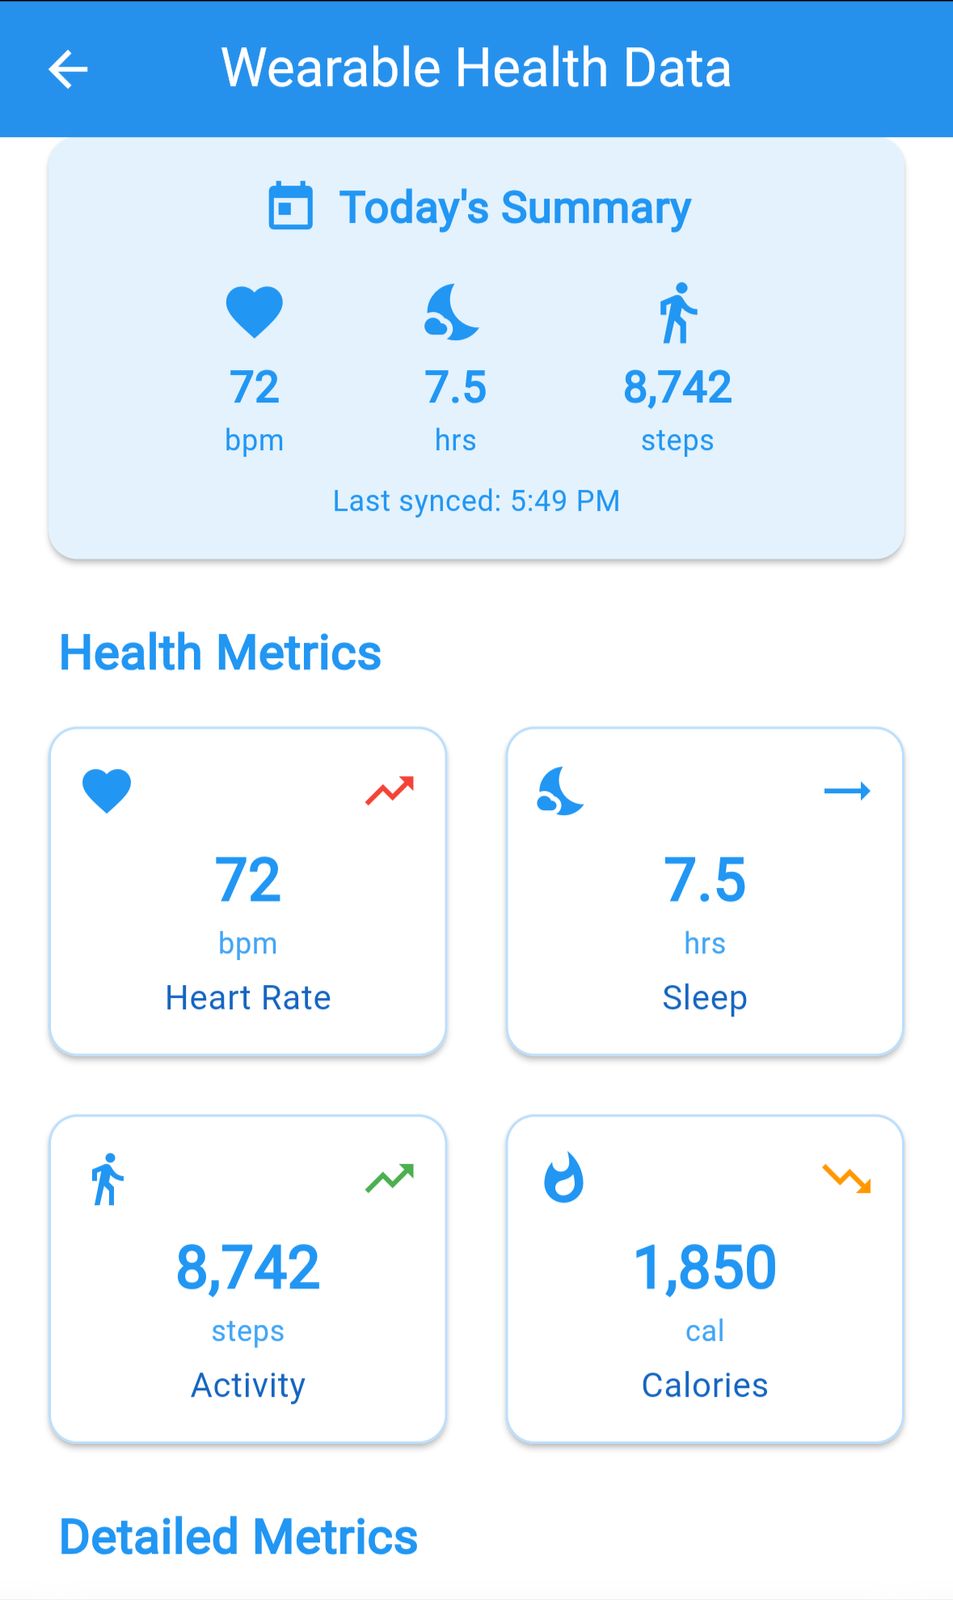 Wearable Health Data
Today's Summary
72 7.5 8,742
bpm hrs steps
Last synced: 5:49 PM
Health Metrics
72
bpm
Heart Rate
7.5
hrs
Sleep
8,742
steps
Activity
1,850
cal
Calories
Detailed Metrics